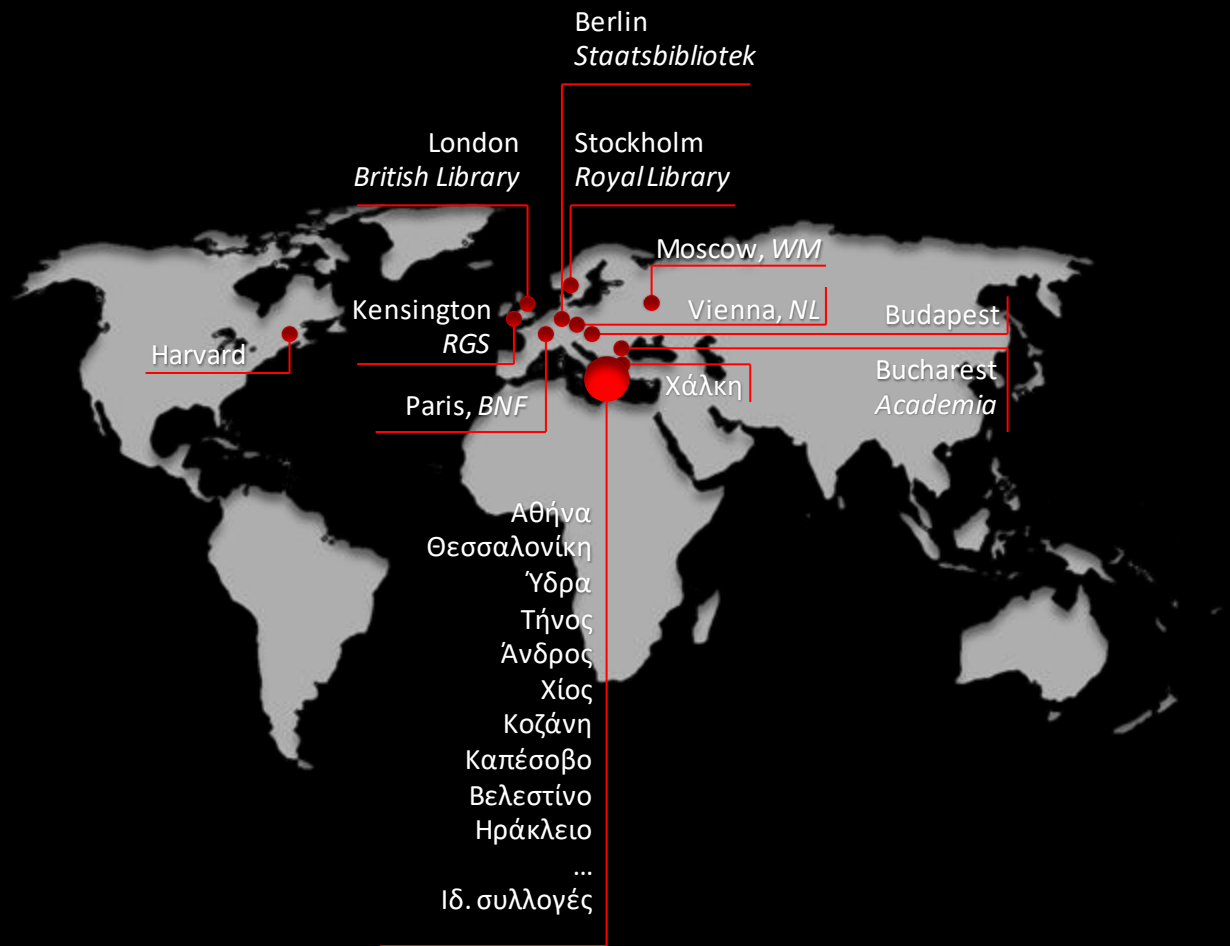 Berlin
Staatsbibliotek
London
British Library
Stockholm
Royal Library
Moscow, WM
Kensington
RGS
Vienna, NL
Budapest
Harvard
Χάλκη
Bucharest
Academia
Paris, BNF
Αθήνα
Θεσσαλονίκη
Ύδρα
Τήνος
Άνδρος
Χίος
Κοζάνη
Καπέσοβο
Βελεστίνο
Ηράκλειο
...
Ιδ. συλλογές